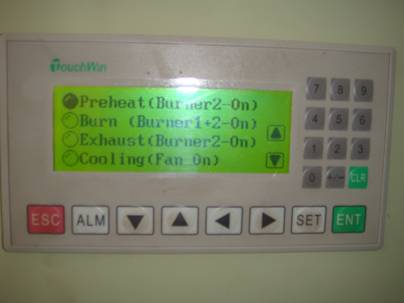 TouchWin
Preheat(Burner2-On)
Burn (Burner1+2-On)
Exhaust(Burner2-On)
Cooling(Fan_On)
7 8 9
4 5 6
1 2 3
0 +/- CLR
ESC ALM SET ENT